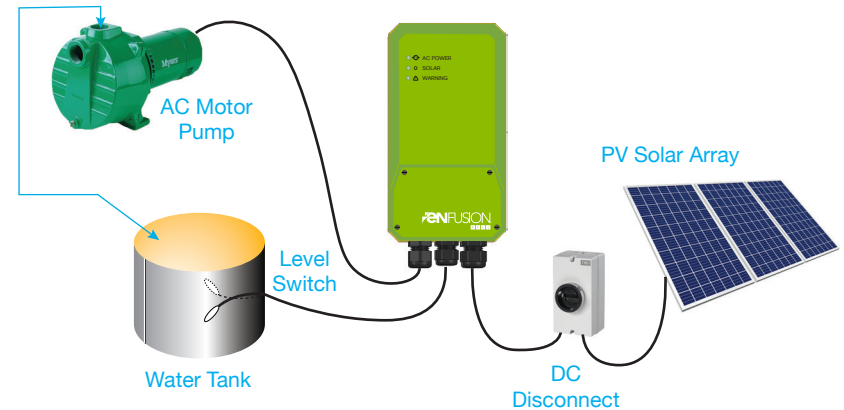 Myers
AC Motor
Pump
AC POWER
SOLAR
WARNING
ENFUSION
PV Solar Array
Level
Switch
Water Tank
DC
Disconnect